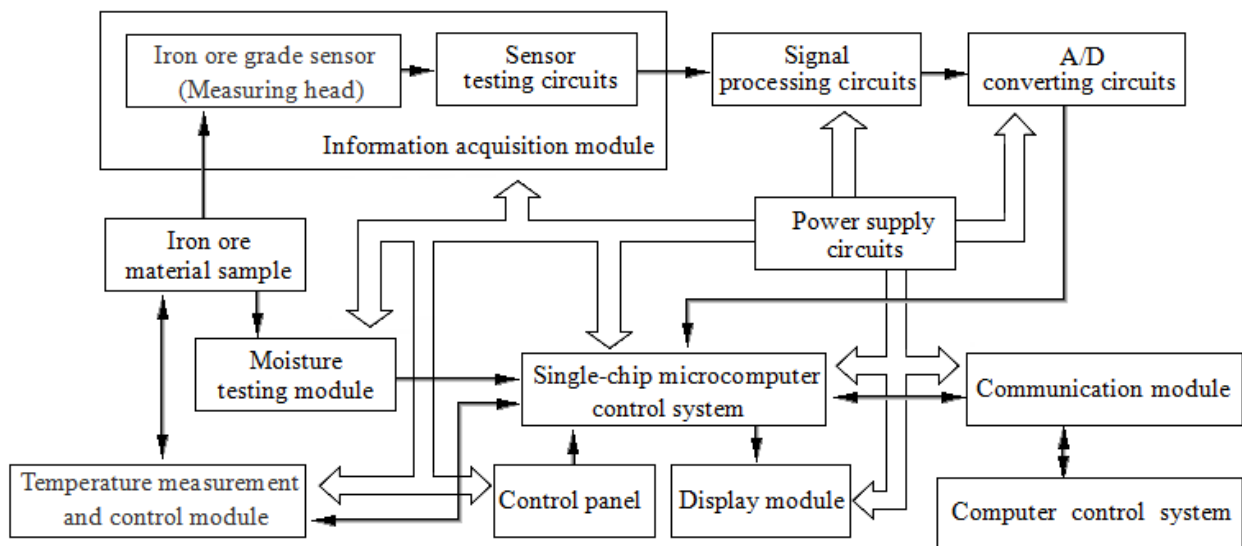 Iron ore grade sensor
(Measuring head)
Sensor
testing circuits
Signal
processing circuits
A/D
converting circuits
Information acquisition module
Iron ore
material sample
Power supply
circuits
Moisture
testing module
Single-chip microcomputer
control system
Communication module
Temperature measurement
and control module
Control panel
Display module
Computer control system